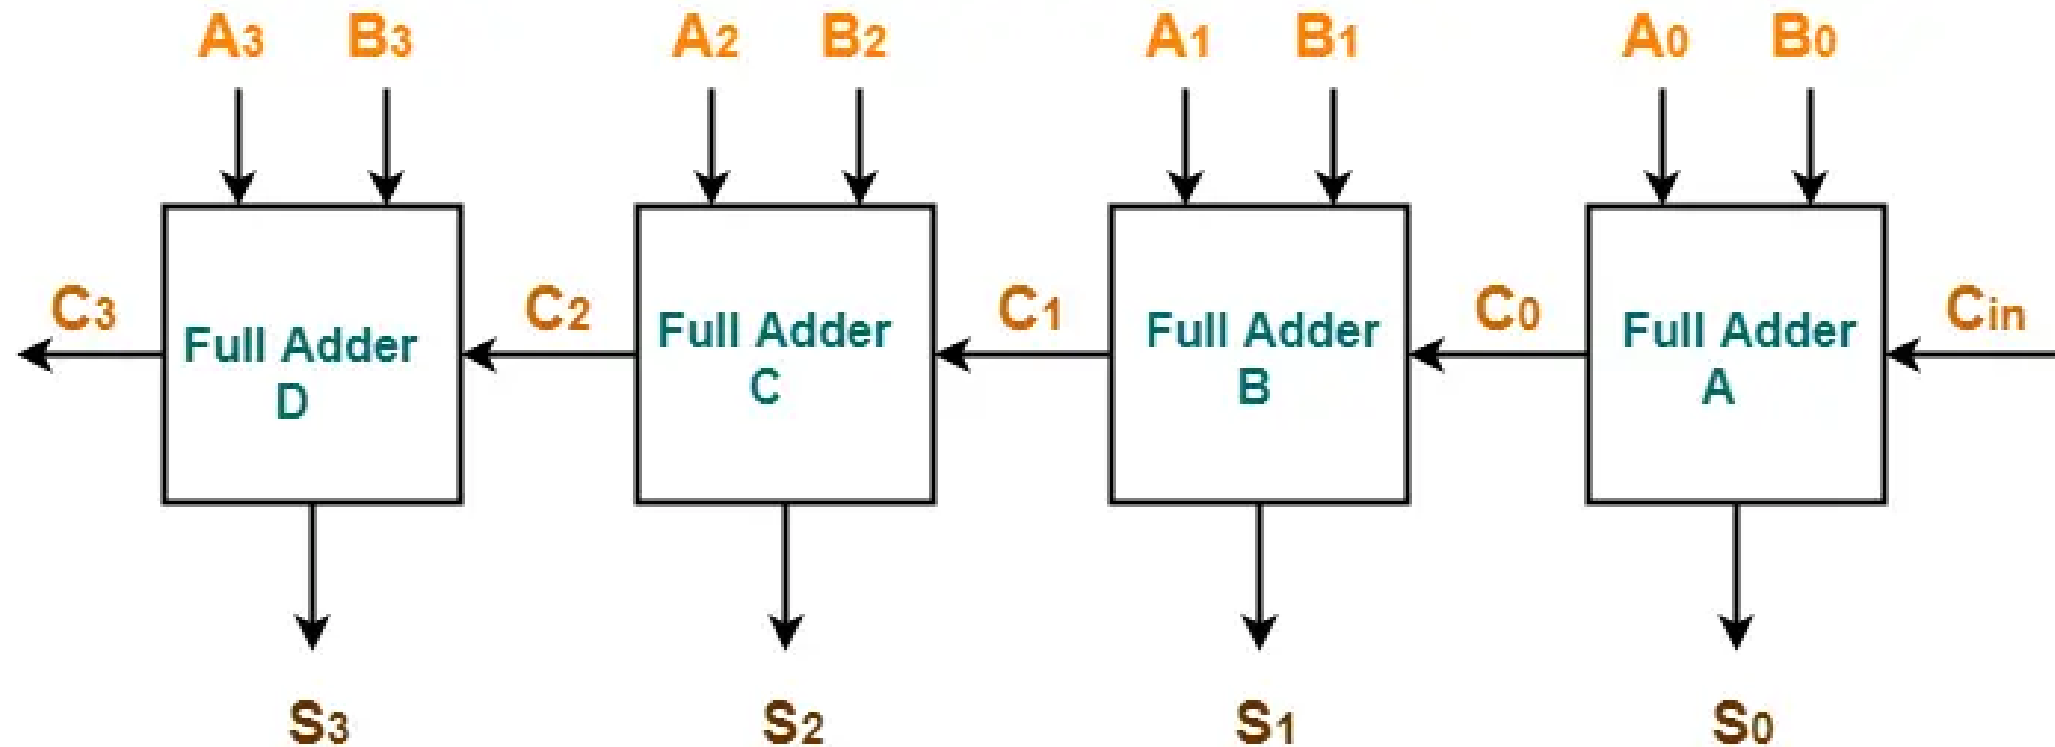 A3 B3 A2 B2 A1 B1 A0 B0
C3 C2 C1 C0 Cin
Full Adder Full Adder Full Adder Full Adder
D C B A
S3 S2 S1 S0